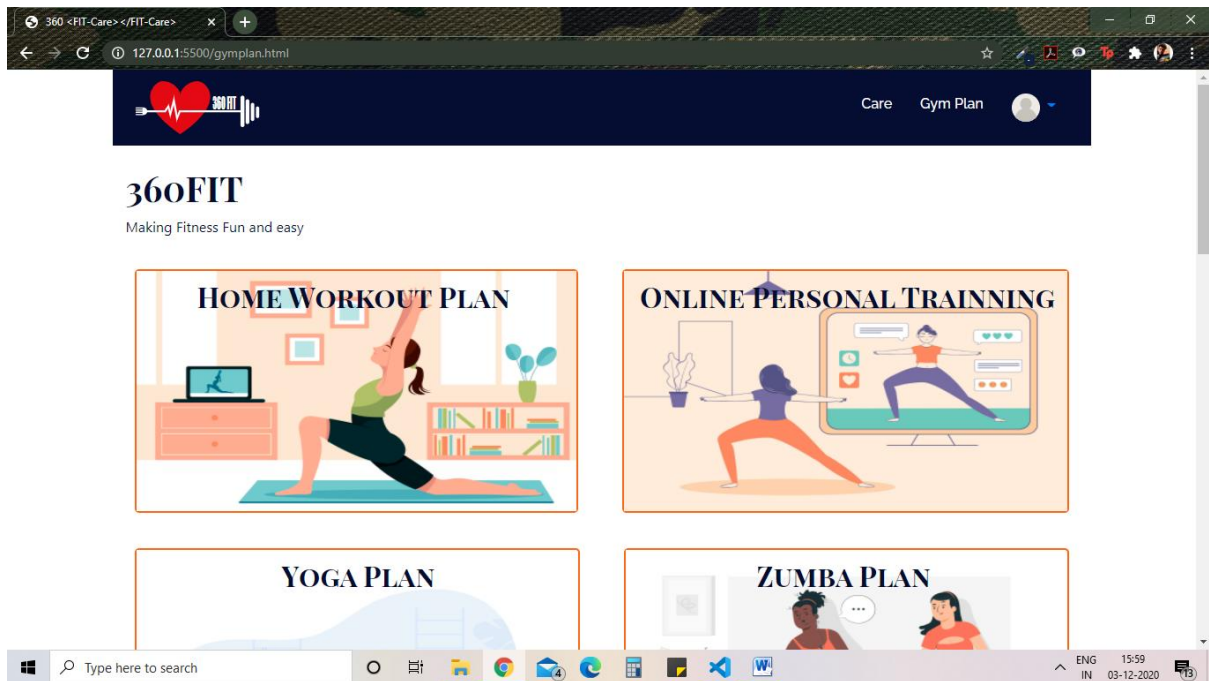 360 <FIT-Care></FIT-Care>
127.0.0.1:5500/gymplan.html
360 FIT
Care Gym Plan
360FIT
Making Fitness Fun and easy
Home Workout Plan
Online Personal Trainning
Yoga Plan
Zumba Plan
Type here to search
4
W
ENG 15:59
IN 03-12-2020
13